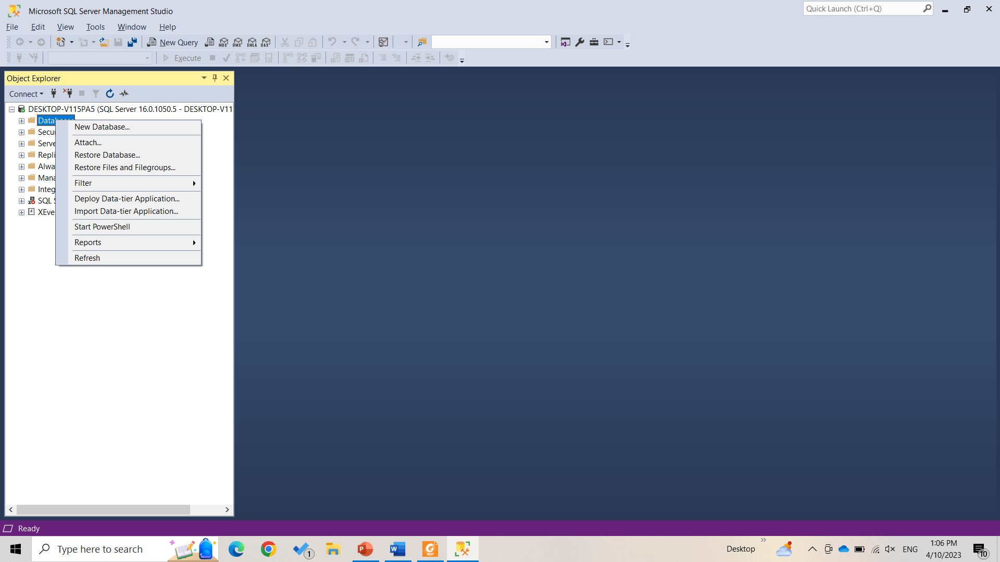 Microsoft SQL Server Management Studio
Quick Launch (Ctrl+Q)
File Edit View Tools Window Help
New Query MDX DMX XMLA DAX
Execute
Object Explorer
Connect
DESKTOP-V115PA5 (SQL Server 16.0.1050.5 - DESKTOP-V11
Databases
Secu
Serve
Repli
Alwa
Mana
Integ
SQL S
XEve
New Database...
Attach...
Restore Database...
Restore Files and Filegroups...
Filter
Deploy Data-tier Application...
Import Data-tier Application...
Start PowerShell
Reports
Refresh
Ready
Type here to search
1
P
W
PDF
Desktop
ENG
1:06 PM
4/10/2023
10